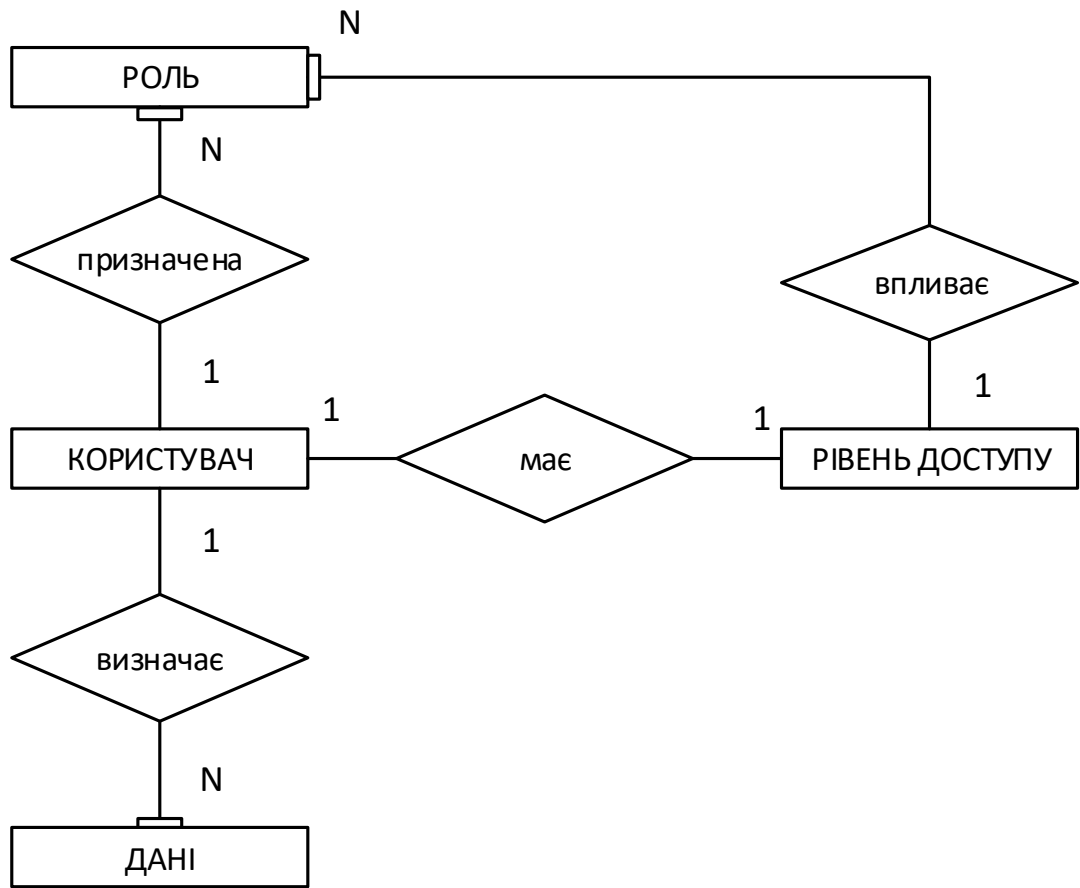 N
РОЛЬ
N
призначена
впливає
1
1
1
1
КОРИСТУВАЧ
має
РІВЕНЬ ДОСТУПУ
1
визначає
N
ДАНІ